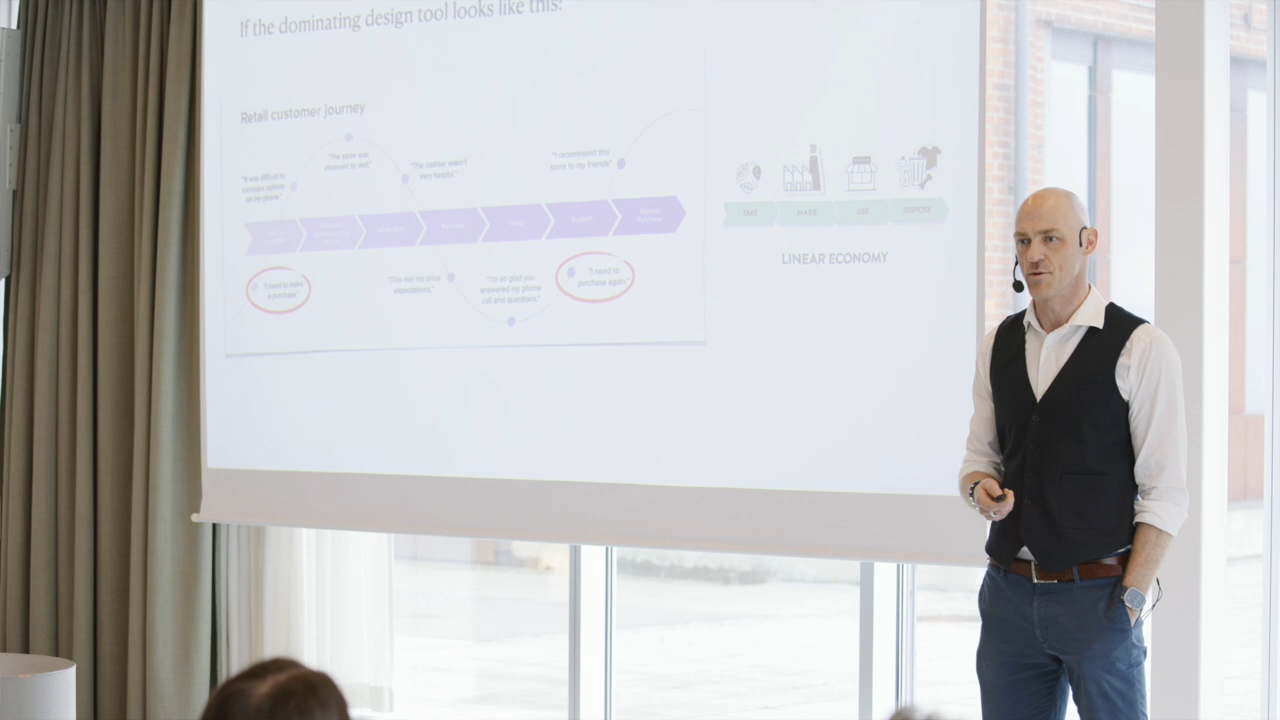 If the dominating design tool looks like this:
Retail customer journey
"It was difficult to
compare options
on my phone."
"The store was
pleasant to visit."
"The cashier wasn't
very helpful."
"I recommend this
store to my friends"
TAKE
MAKE
USE
DISPOSE
LINEAR ECONOMY
"I need to make
a purchase."
"This met my price
expectations."
"I'm so glad you
answered my phone
call and questions."
"I need to
purchase again."